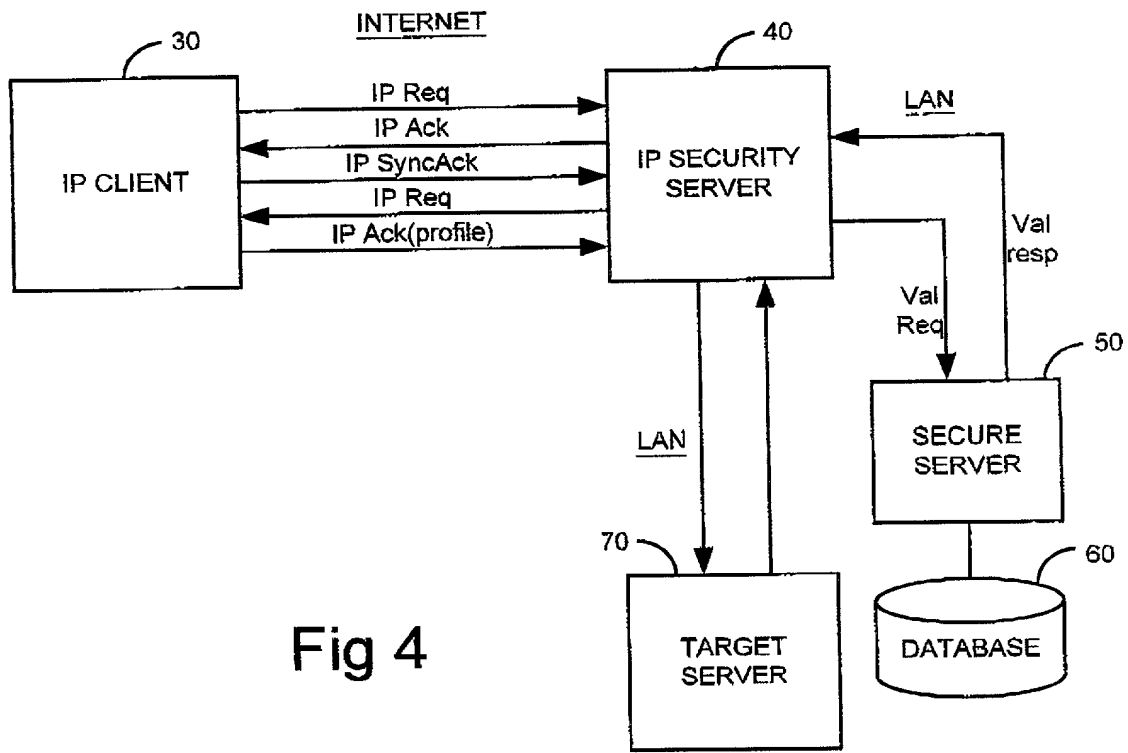 INTERNET
30
40
IP Req
LAN
IP Ack
IP CLIENT
IP SyncAck
IP SECURITY
SERVER
IP Req
IP Ack(profile)
Val
resp
Val
Req
50
LAN
SECURE
SERVER
70
60
TARGET
SERVER
DATABASE
Fig 4